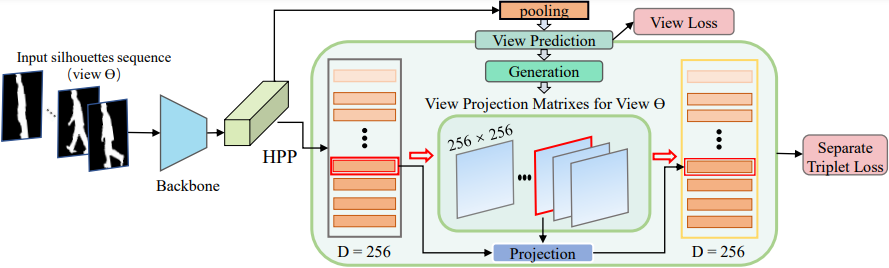 pooling
View Loss
View Prediction
Input silhouettes sequence
(view Θ)
Generation
View Projection Matrixes for View Θ
256 × 256
HPP
Separate
Triplet Loss
Backbone
D = 256
Projection
D = 256